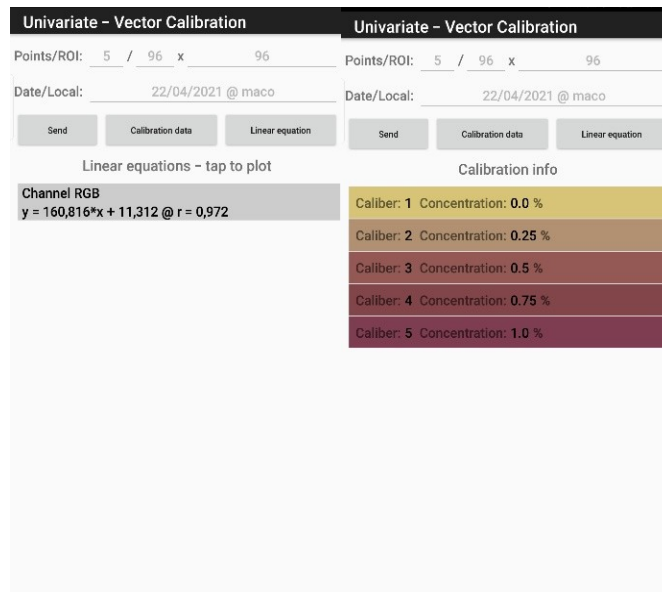 Univariate – Vector Calibration
Points/ROI: 5 / 96 x 96
Date/Local: 22/04/2021 @ maco
Send Calibration data Linear equation
Linear equations – tap to plot
Channel RGB
y = 160,816*x + 11,312 @ r = 0,972
Univariate – Vector Calibration
Points/ROI: 5 / 96 x 96
Date/Local: 22/04/2021 @ maco
Send Calibration data Linear equation
Calibration info
Caliber: 1 Concentration: 0.0 %
Caliber: 2 Concentration: 0.25 %
Caliber: 3 Concentration: 0.5 %
Caliber: 4 Concentration: 0.75 %
Caliber: 5 Concentration: 1.0 %